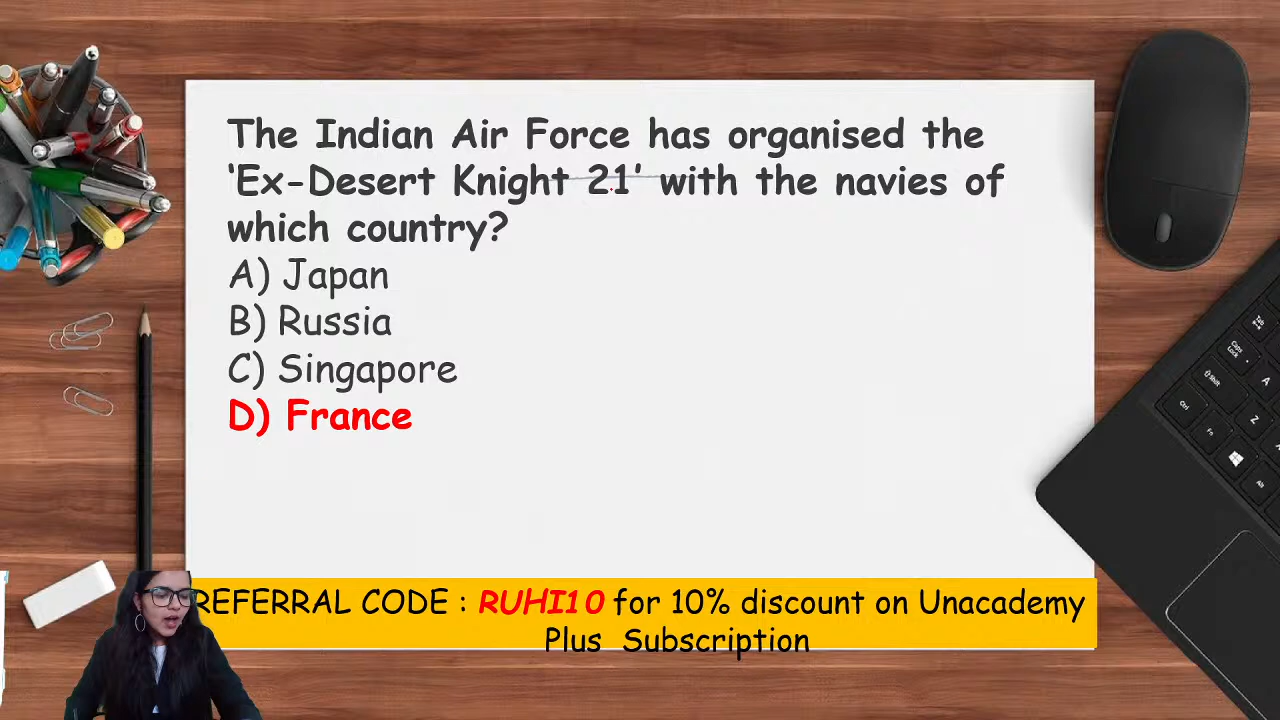 The Indian Air Force has organised the
‘Ex-Desert Knight 21’ with the navies of
which country?
A) Japan
B) Russia
C) Singapore
D) France
REFERRAL CODE : RUHI10 for 10% discount on Unacademy
Plus Subscription